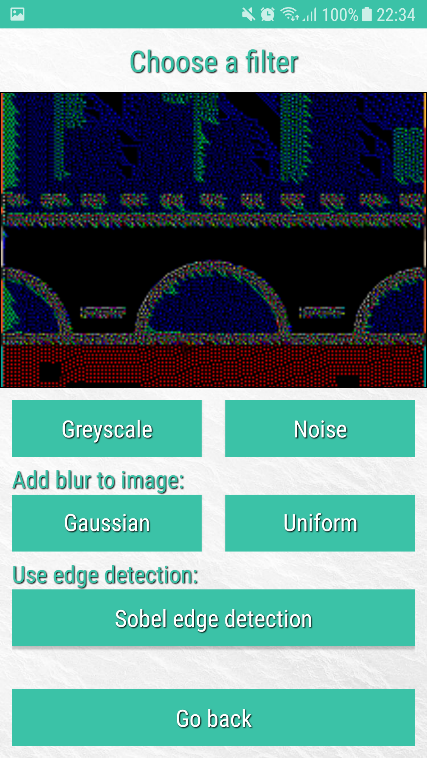 100% 22:34
Choose a filter
Greyscale
Noise
Add blur to image:
Gaussian
Uniform
Use edge detection:
Sobel edge detection
Go back